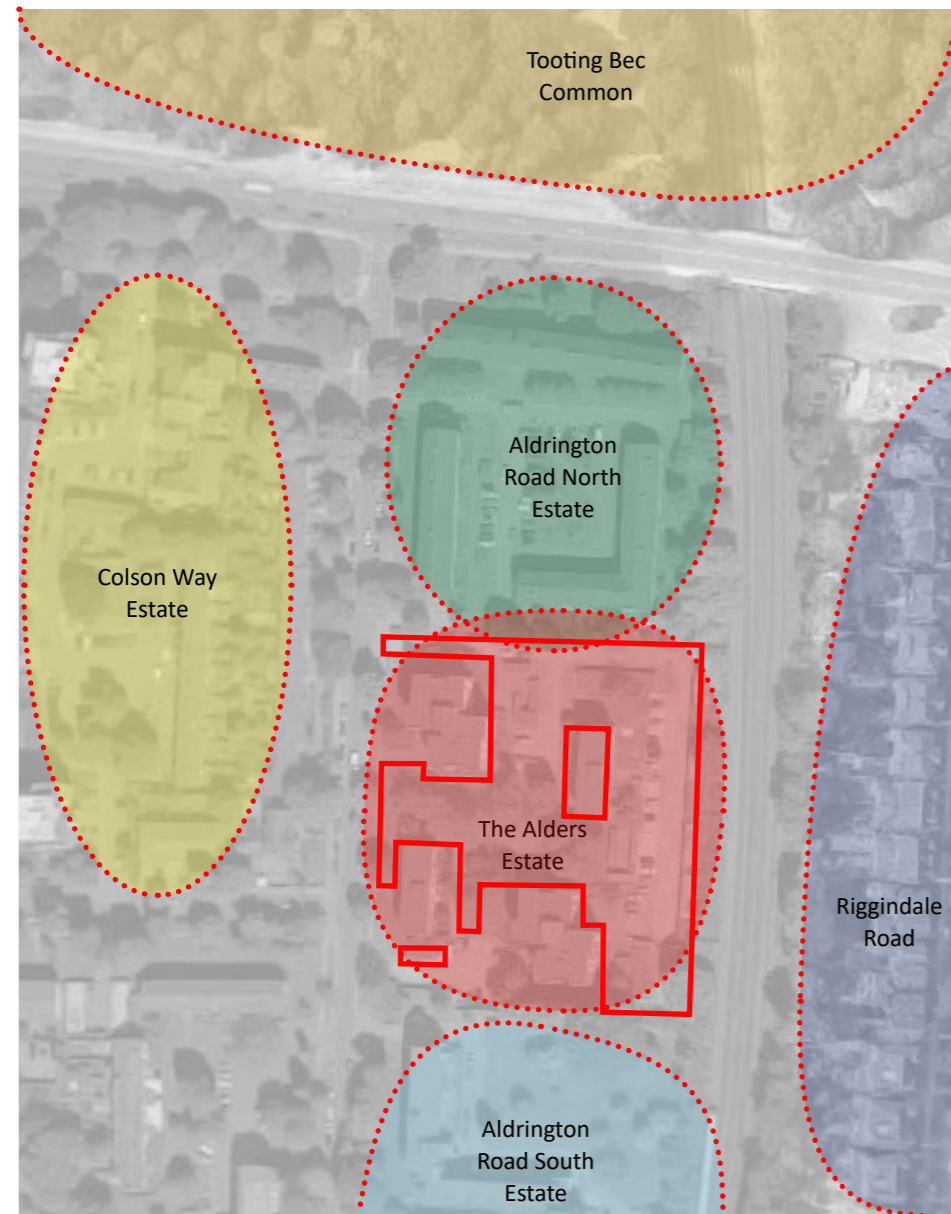 Tooting Bec
Common
Aldrington
Road North
Estate
Colson Way
Estate
The Alders
Estate
Riggindale
Road
Aldrington
Road South
Estate